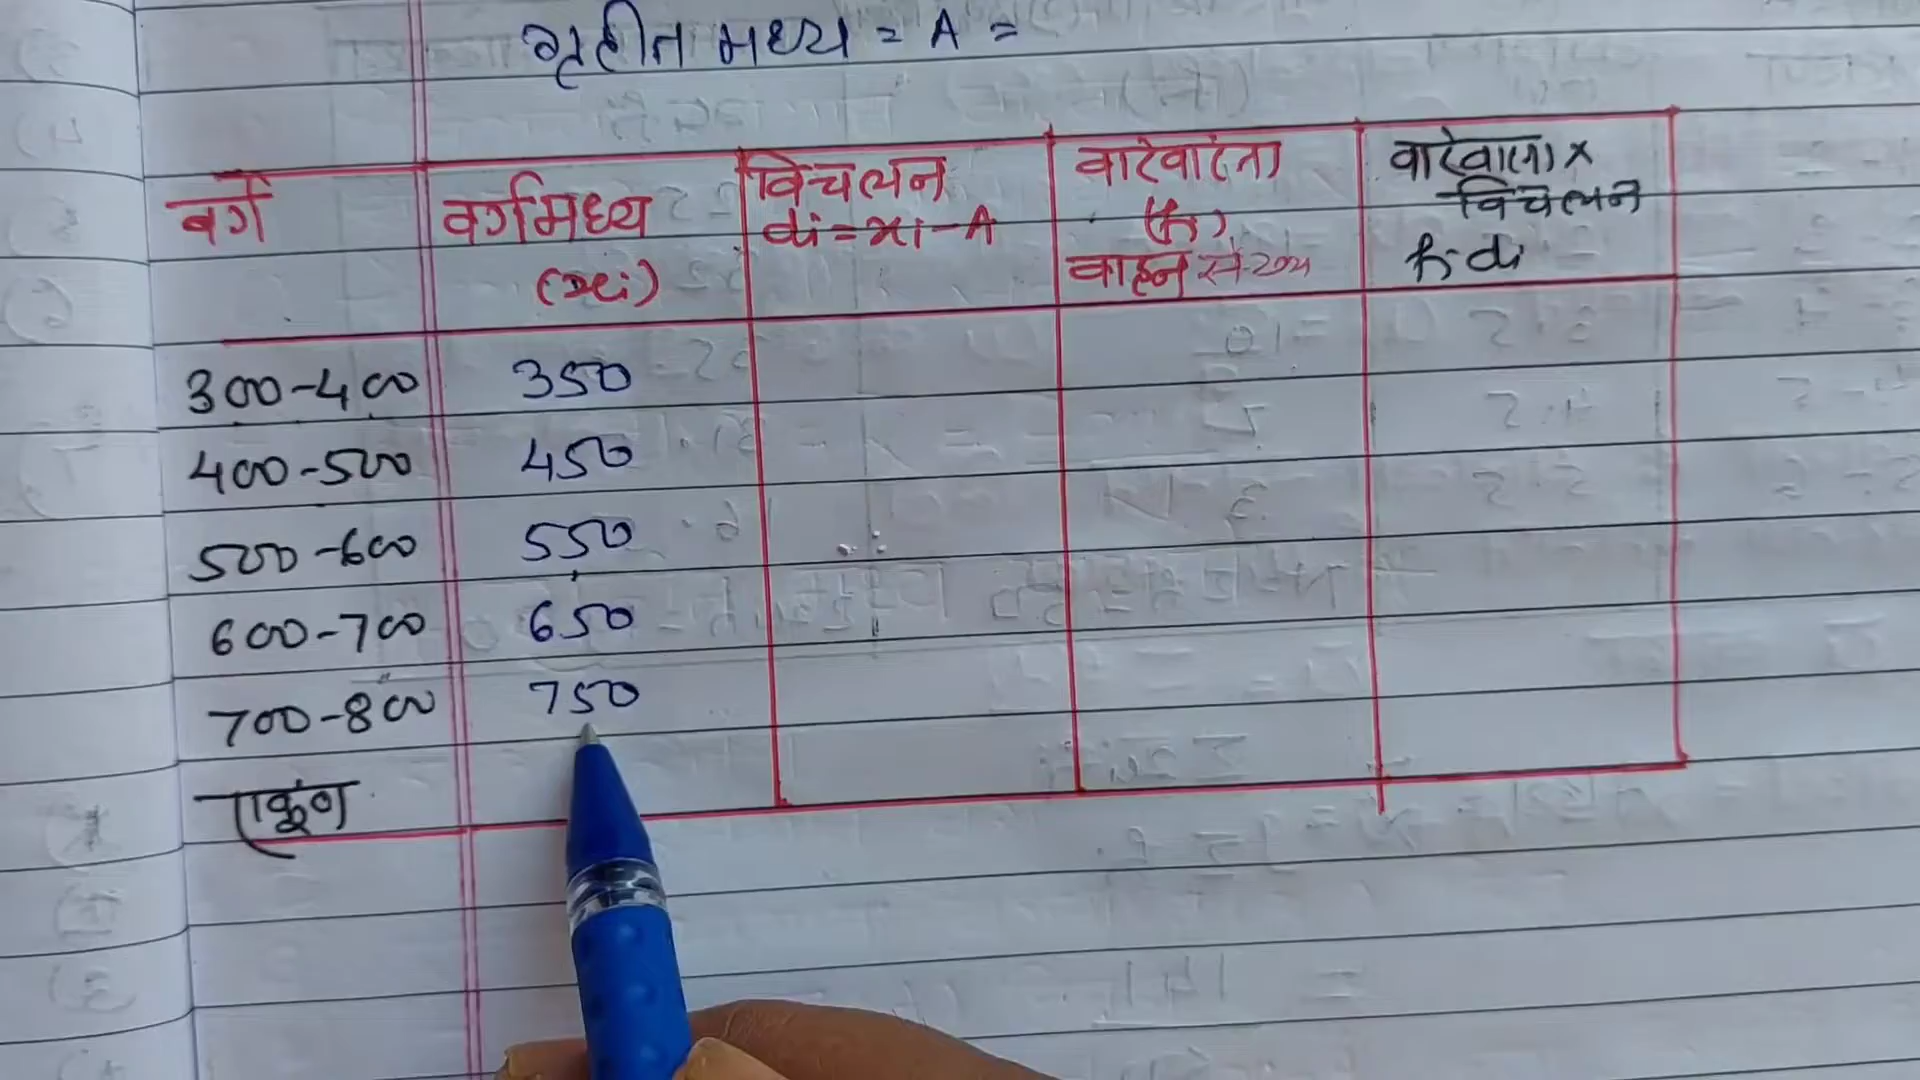 गृहीत मध्य = A =
वर्ग
वर्गमध्य
(xi)
विचलन
di = xi - A
वारंवारता
(fi)
वाहन संख्या
वारंवारता ×
विचलन
fi·di
300-400 350
400-500 450
500-600 550
600-700 650
700-800 750
एकूण